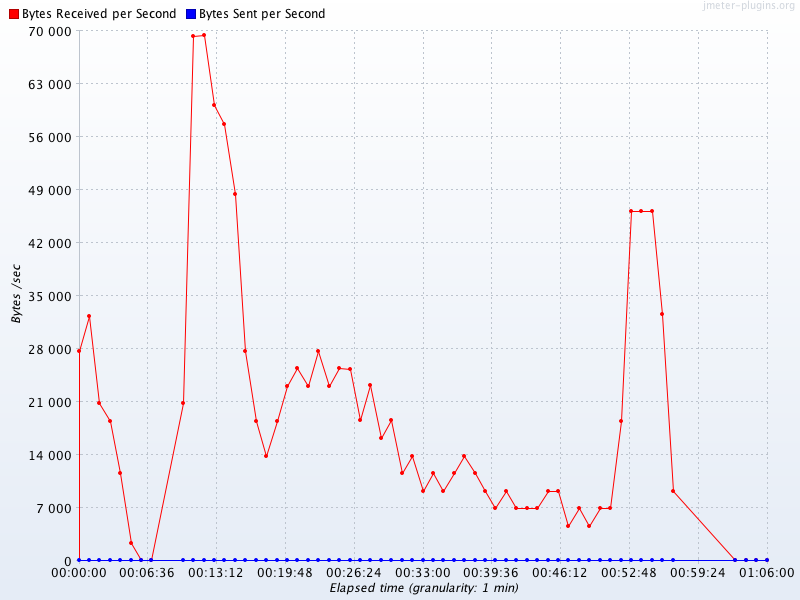 jmeter-plugins.org
Bytes Received per Second Bytes Sent per Second
70 000
63 000
56 000
49 000
42 000
35 000
28 000
21 000
14 000
7 000
0
Bytes /sec
00:00:00 00:06:36 00:13:12 00:19:48 00:26:24 00:33:00 00:39:36 00:46:12 00:52:48 00:59:24 01:06:00
Elapsed time (granularity: 1 min)